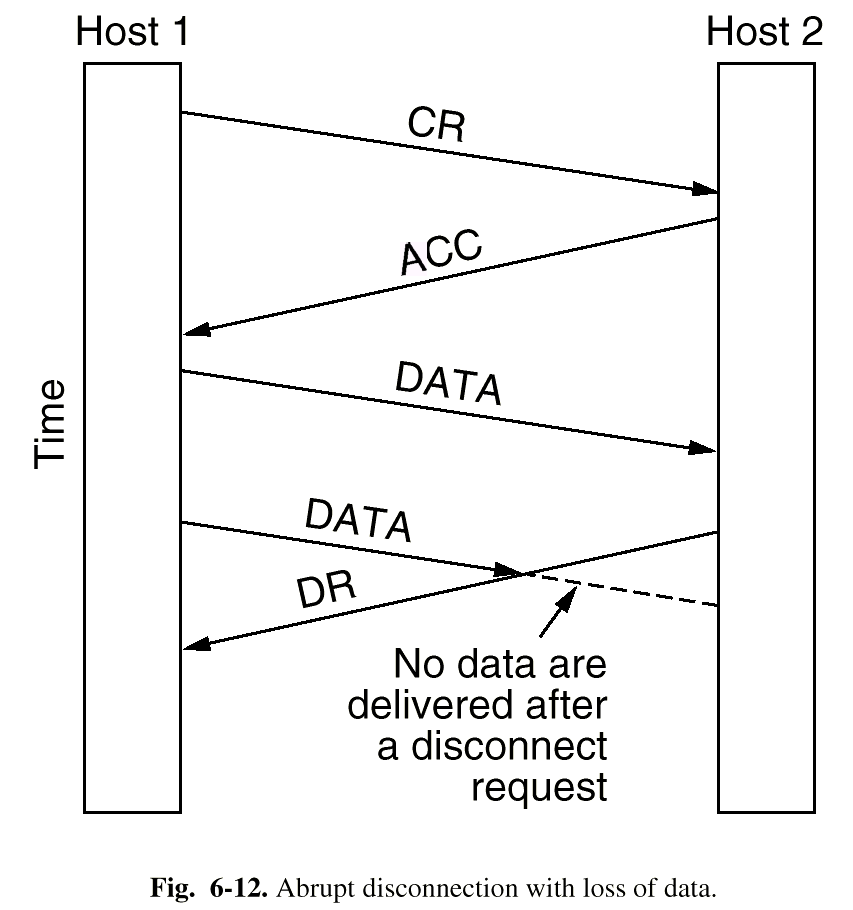 Host 1
Host 2
CR
ACC
DATA
Time
DATA
DR
No data are
delivered after
a disconnect
request
Fig. 6-12. Abrupt disconnection with loss of data.